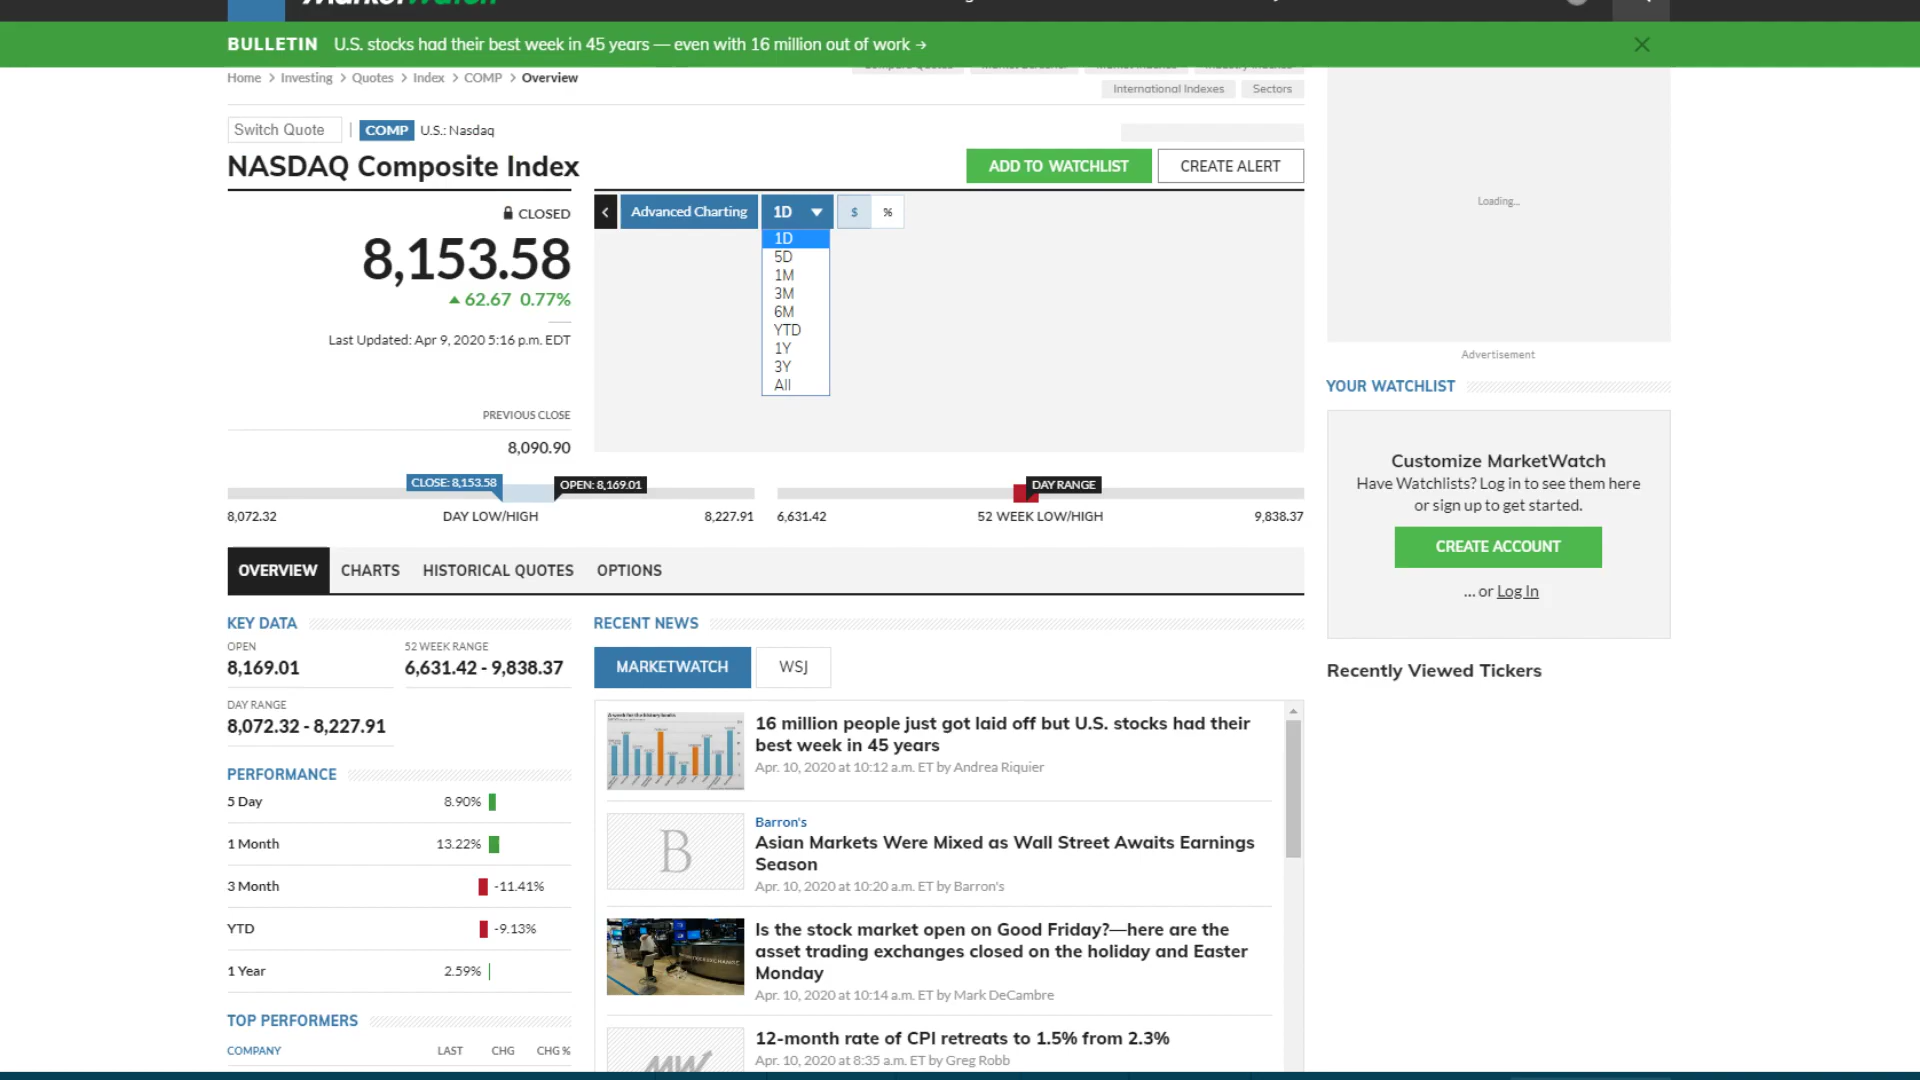 BULLETIN U.S. stocks had their best week in 45 years — even with 16 million out of work →
Home > Investing > Quotes > Index > COMP > Overview
International Indexes Sectors
Switch Quote | COMP U.S.: Nasdaq
NASDAQ Composite Index
ADD TO WATCHLIST CREATE ALERT
CLOSED
8,153.58
62.67 0.77%
Last Updated: Apr 9, 2020 5:16 p.m. EDT
PREVIOUS CLOSE
8,090.90
Advanced Charting 1D $ %
1D
5D
1M
3M
6M
YTD
1Y
3Y
All
CLOSE: 8,153.58 OPEN: 8,169.01
8,072.32 DAY LOW/HIGH 8,227.91
DAY RANGE
6,631.42 52 WEEK LOW/HIGH 9,838.37
OVERVIEW CHARTS HISTORICAL QUOTES OPTIONS
KEY DATA
OPEN
8,169.01
52 WEEK RANGE
6,631.42 - 9,838.37
DAY RANGE
8,072.32 - 8,227.91
PERFORMANCE
5 Day 8.90%
1 Month 13.22%
3 Month -11.41%
YTD -9.13%
1 Year 2.59%
TOP PERFORMERS
COMPANY LAST CHG CHG %
RECENT NEWS
MARKETWATCH WSJ
16 million people just got laid off but U.S. stocks had their
best week in 45 years
Apr. 10, 2020 at 10:12 a.m. ET by Andrea Riquier
B
Barron's
Asian Markets Were Mixed as Wall Street Awaits Earnings
Season
Apr. 10, 2020 at 10:20 a.m. ET by Barron's
Is the stock market open on Good Friday?—here are the
asset trading exchanges closed on the holiday and Easter
Monday
Apr. 10, 2020 at 10:14 a.m. ET by Mark DeCambre
12-month rate of CPI retreats to 1.5% from 2.3%
Apr. 10, 2020 at 8:35 a.m. ET by Greg Robb
Loading...
Advertisement
YOUR WATCHLIST
Customize MarketWatch
Have Watchlists? Log in to see them here
or sign up to get started.
CREATE ACCOUNT
... or Log In
Recently Viewed Tickers